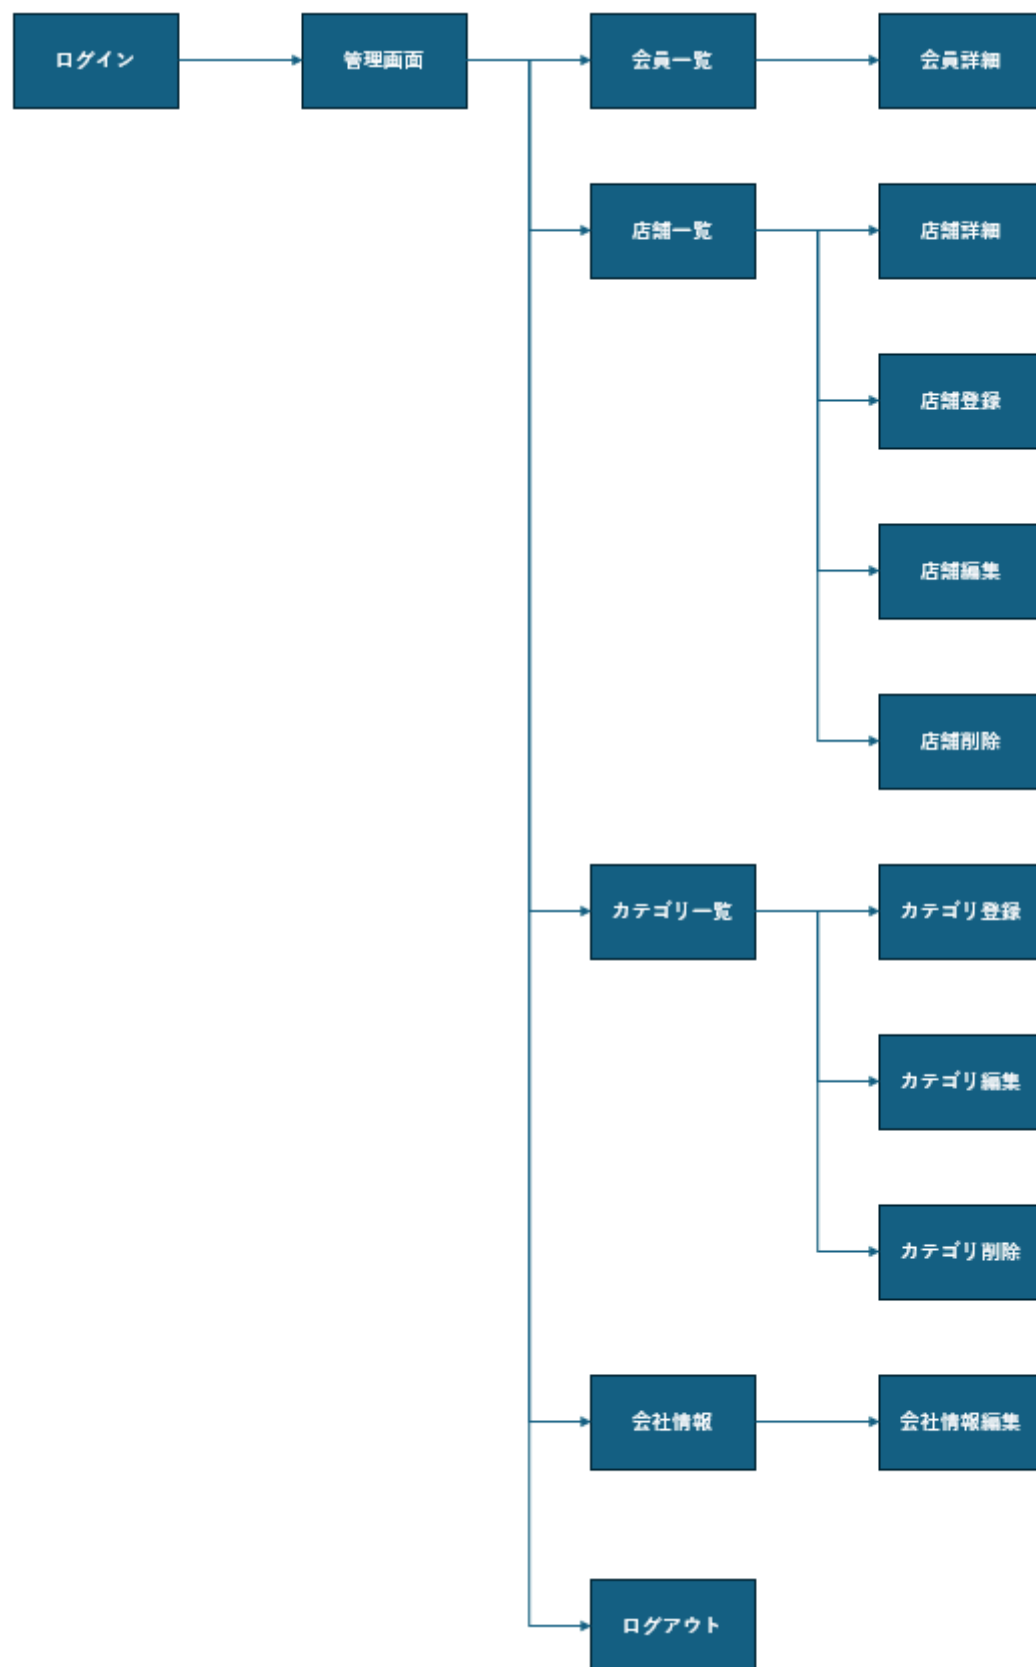 ログイン
管理画面
会員一覧
会員詳細
店舗一覧
店舗詳細
店舗登録
店舗編集
店舗削除
カテゴリ一覧
カテゴリ登録
カテゴリ編集
カテゴリ削除
会社情報
会社情報編集
ログアウト